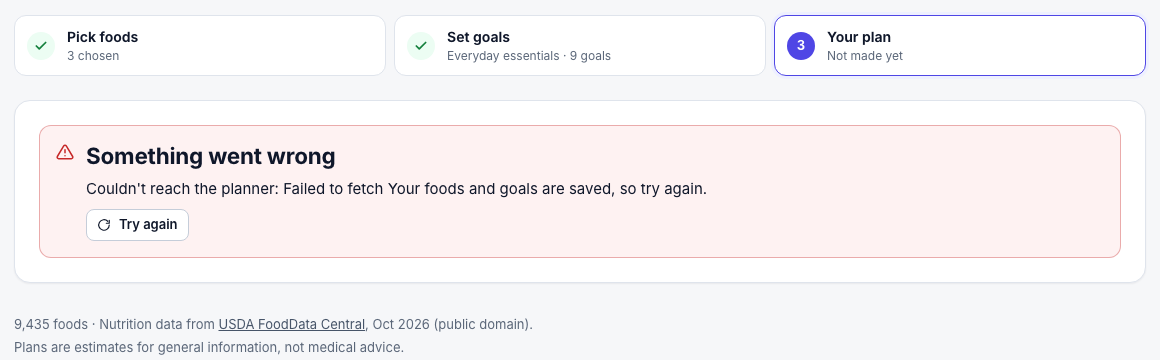 Pick foods
3 chosen
Set goals
Everyday essentials · 9 goals
3
Your plan
Not made yet
Something went wrong
Couldn't reach the planner: Failed to fetch Your foods and goals are saved, so try again.
Try again
9,435 foods · Nutrition data from USDA FoodData Central, Oct 2026 (public domain).
Plans are estimates for general information, not medical advice.